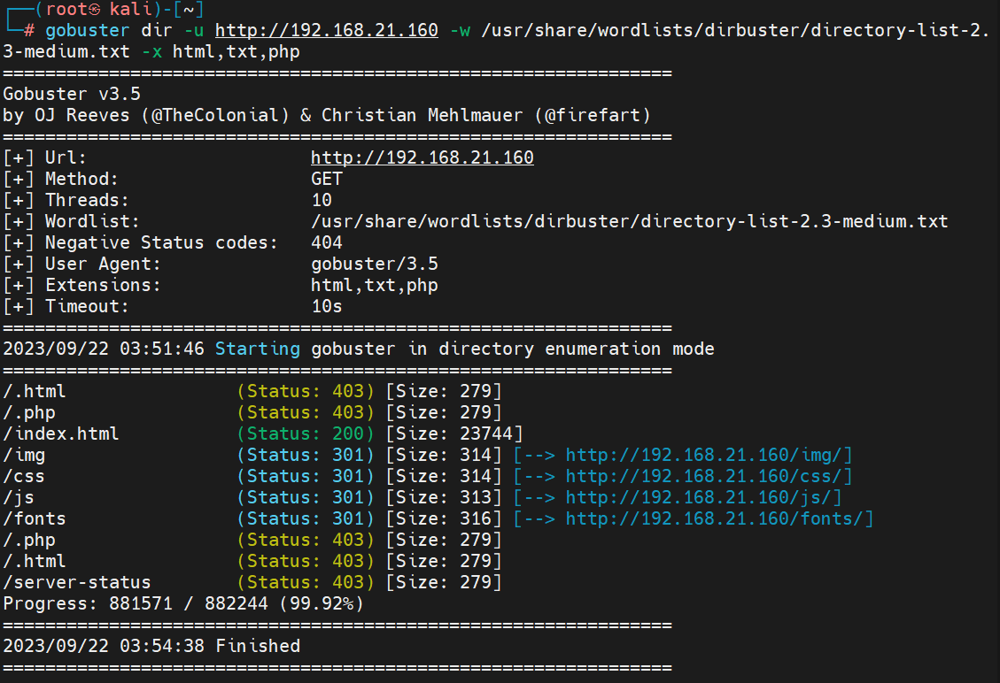 ┌──(root㉿kali)-[~]
└─# gobuster dir -u http://192.168.21.160 -w /usr/share/wordlists/dirbuster/directory-list-2.
3-medium.txt -x html,txt,php
===============================================================
Gobuster v3.5
by OJ Reeves (@TheColonial) & Christian Mehlmauer (@firefart)
===============================================================
[+] Url:                     http://192.168.21.160
[+] Method:                  GET
[+] Threads:                 10
[+] Wordlist:                /usr/share/wordlists/dirbuster/directory-list-2.3-medium.txt
[+] Negative Status codes:   404
[+] User Agent:              gobuster/3.5
[+] Extensions:              html,txt,php
[+] Timeout:                 10s
===============================================================
2023/09/22 03:51:46 Starting gobuster in directory enumeration mode
===============================================================
/.html                (Status: 403) [Size: 279]
/.php                 (Status: 403) [Size: 279]
/index.html           (Status: 200) [Size: 23744]
/img                  (Status: 301) [Size: 314] [--> http://192.168.21.160/img/]
/css                  (Status: 301) [Size: 314] [--> http://192.168.21.160/css/]
/js                   (Status: 301) [Size: 313] [--> http://192.168.21.160/js/]
/fonts                (Status: 301) [Size: 316] [--> http://192.168.21.160/fonts/]
/.php                 (Status: 403) [Size: 279]
/.html                (Status: 403) [Size: 279]
/server-status        (Status: 403) [Size: 279]
Progress: 881571 / 882244 (99.92%)
===============================================================
2023/09/22 03:54:38 Finished
===============================================================